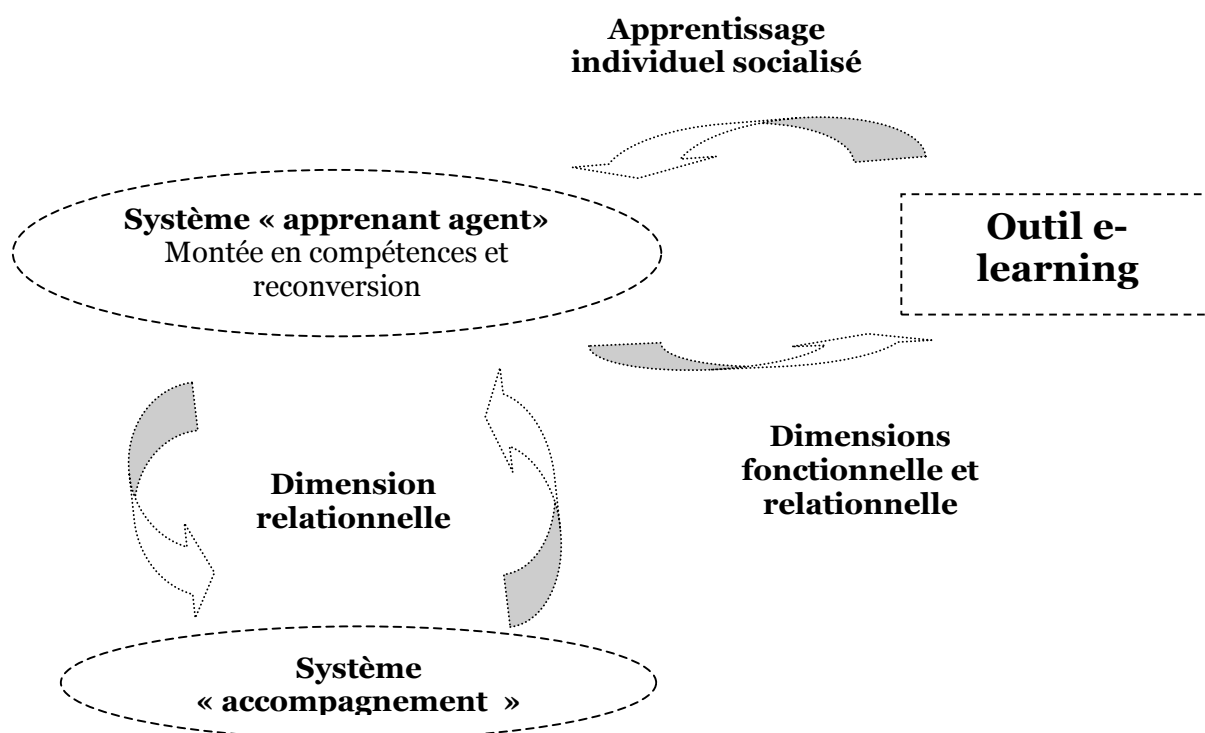 Apprentissage
individuel socialisé
Système « apprenant agent»
Montée en compétences et
reconversion
Outil e-
learning
Dimensions
fonctionnelle et
relationnelle
Dimension
relationnelle
Système
« accompagnement »